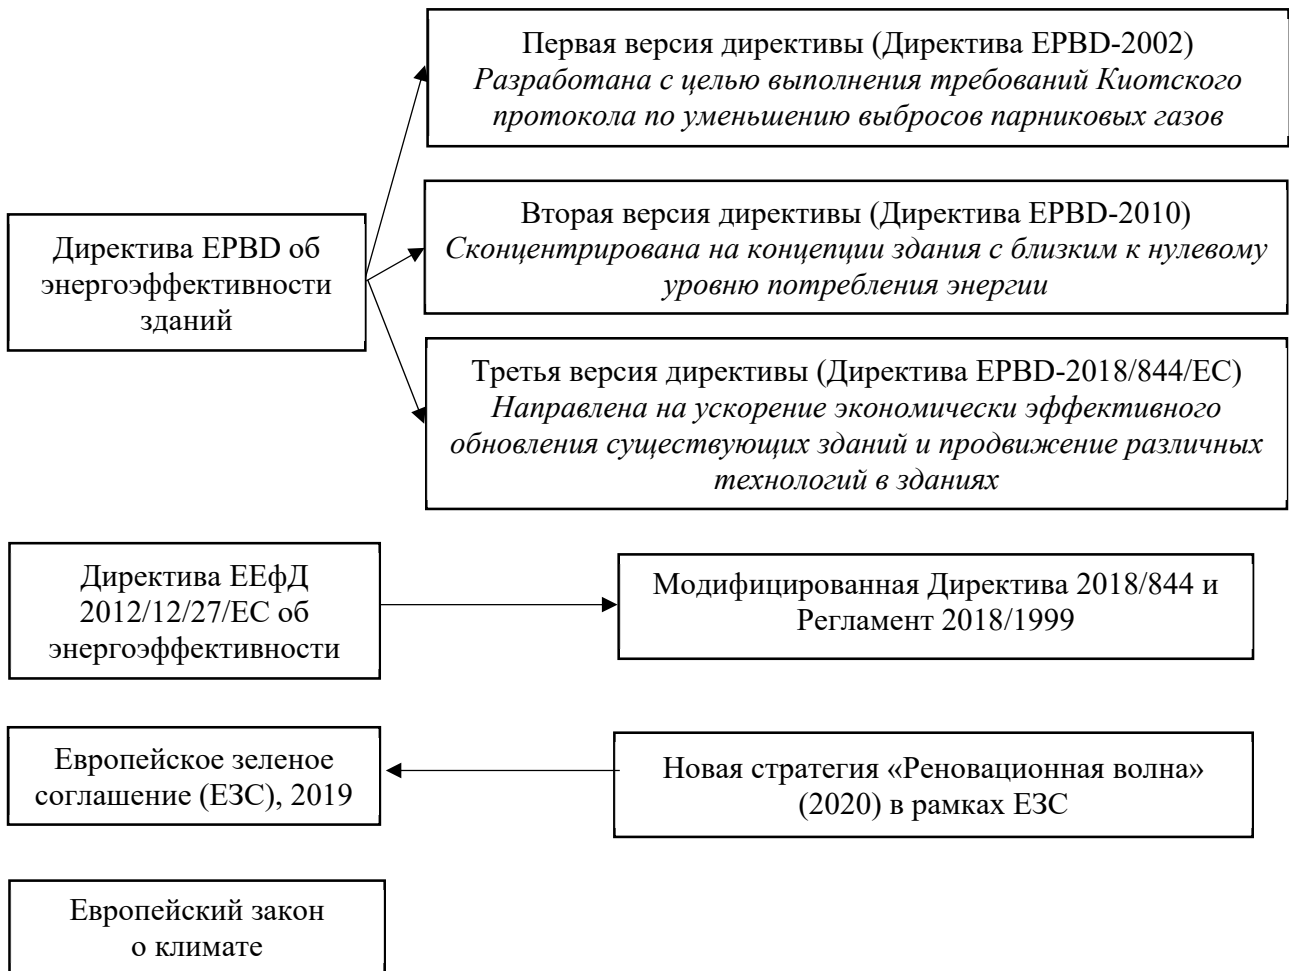 Первая версия директивы (Директива EPBD-2002)
Разработана с целью выполнения требований Киотского
протокола по уменьшению выбросов парниковых газов
Директива EPBD об
энергоэффективности
зданий
Вторая версия директивы (Директива EPBD-2010)
Сконцентрирована на концепции здания с близким к нулевому
уровню потребления энергии
Третья версия директивы (Директива EPBD-2018/844/ЕС)
Направлена на ускорение экономически эффективного
обновления существующих зданий и продвижение различных
технологий в зданиях
Директива ЕЕфД
2012/12/27/ЕС об
энергоэффективности
Модифицированная Директива 2018/844 и
Регламент 2018/1999
Европейское зеленое
соглашение (ЕЗС), 2019
Новая стратегия «Реновационная волна»
(2020) в рамках ЕЗС
Европейский закон
о климате